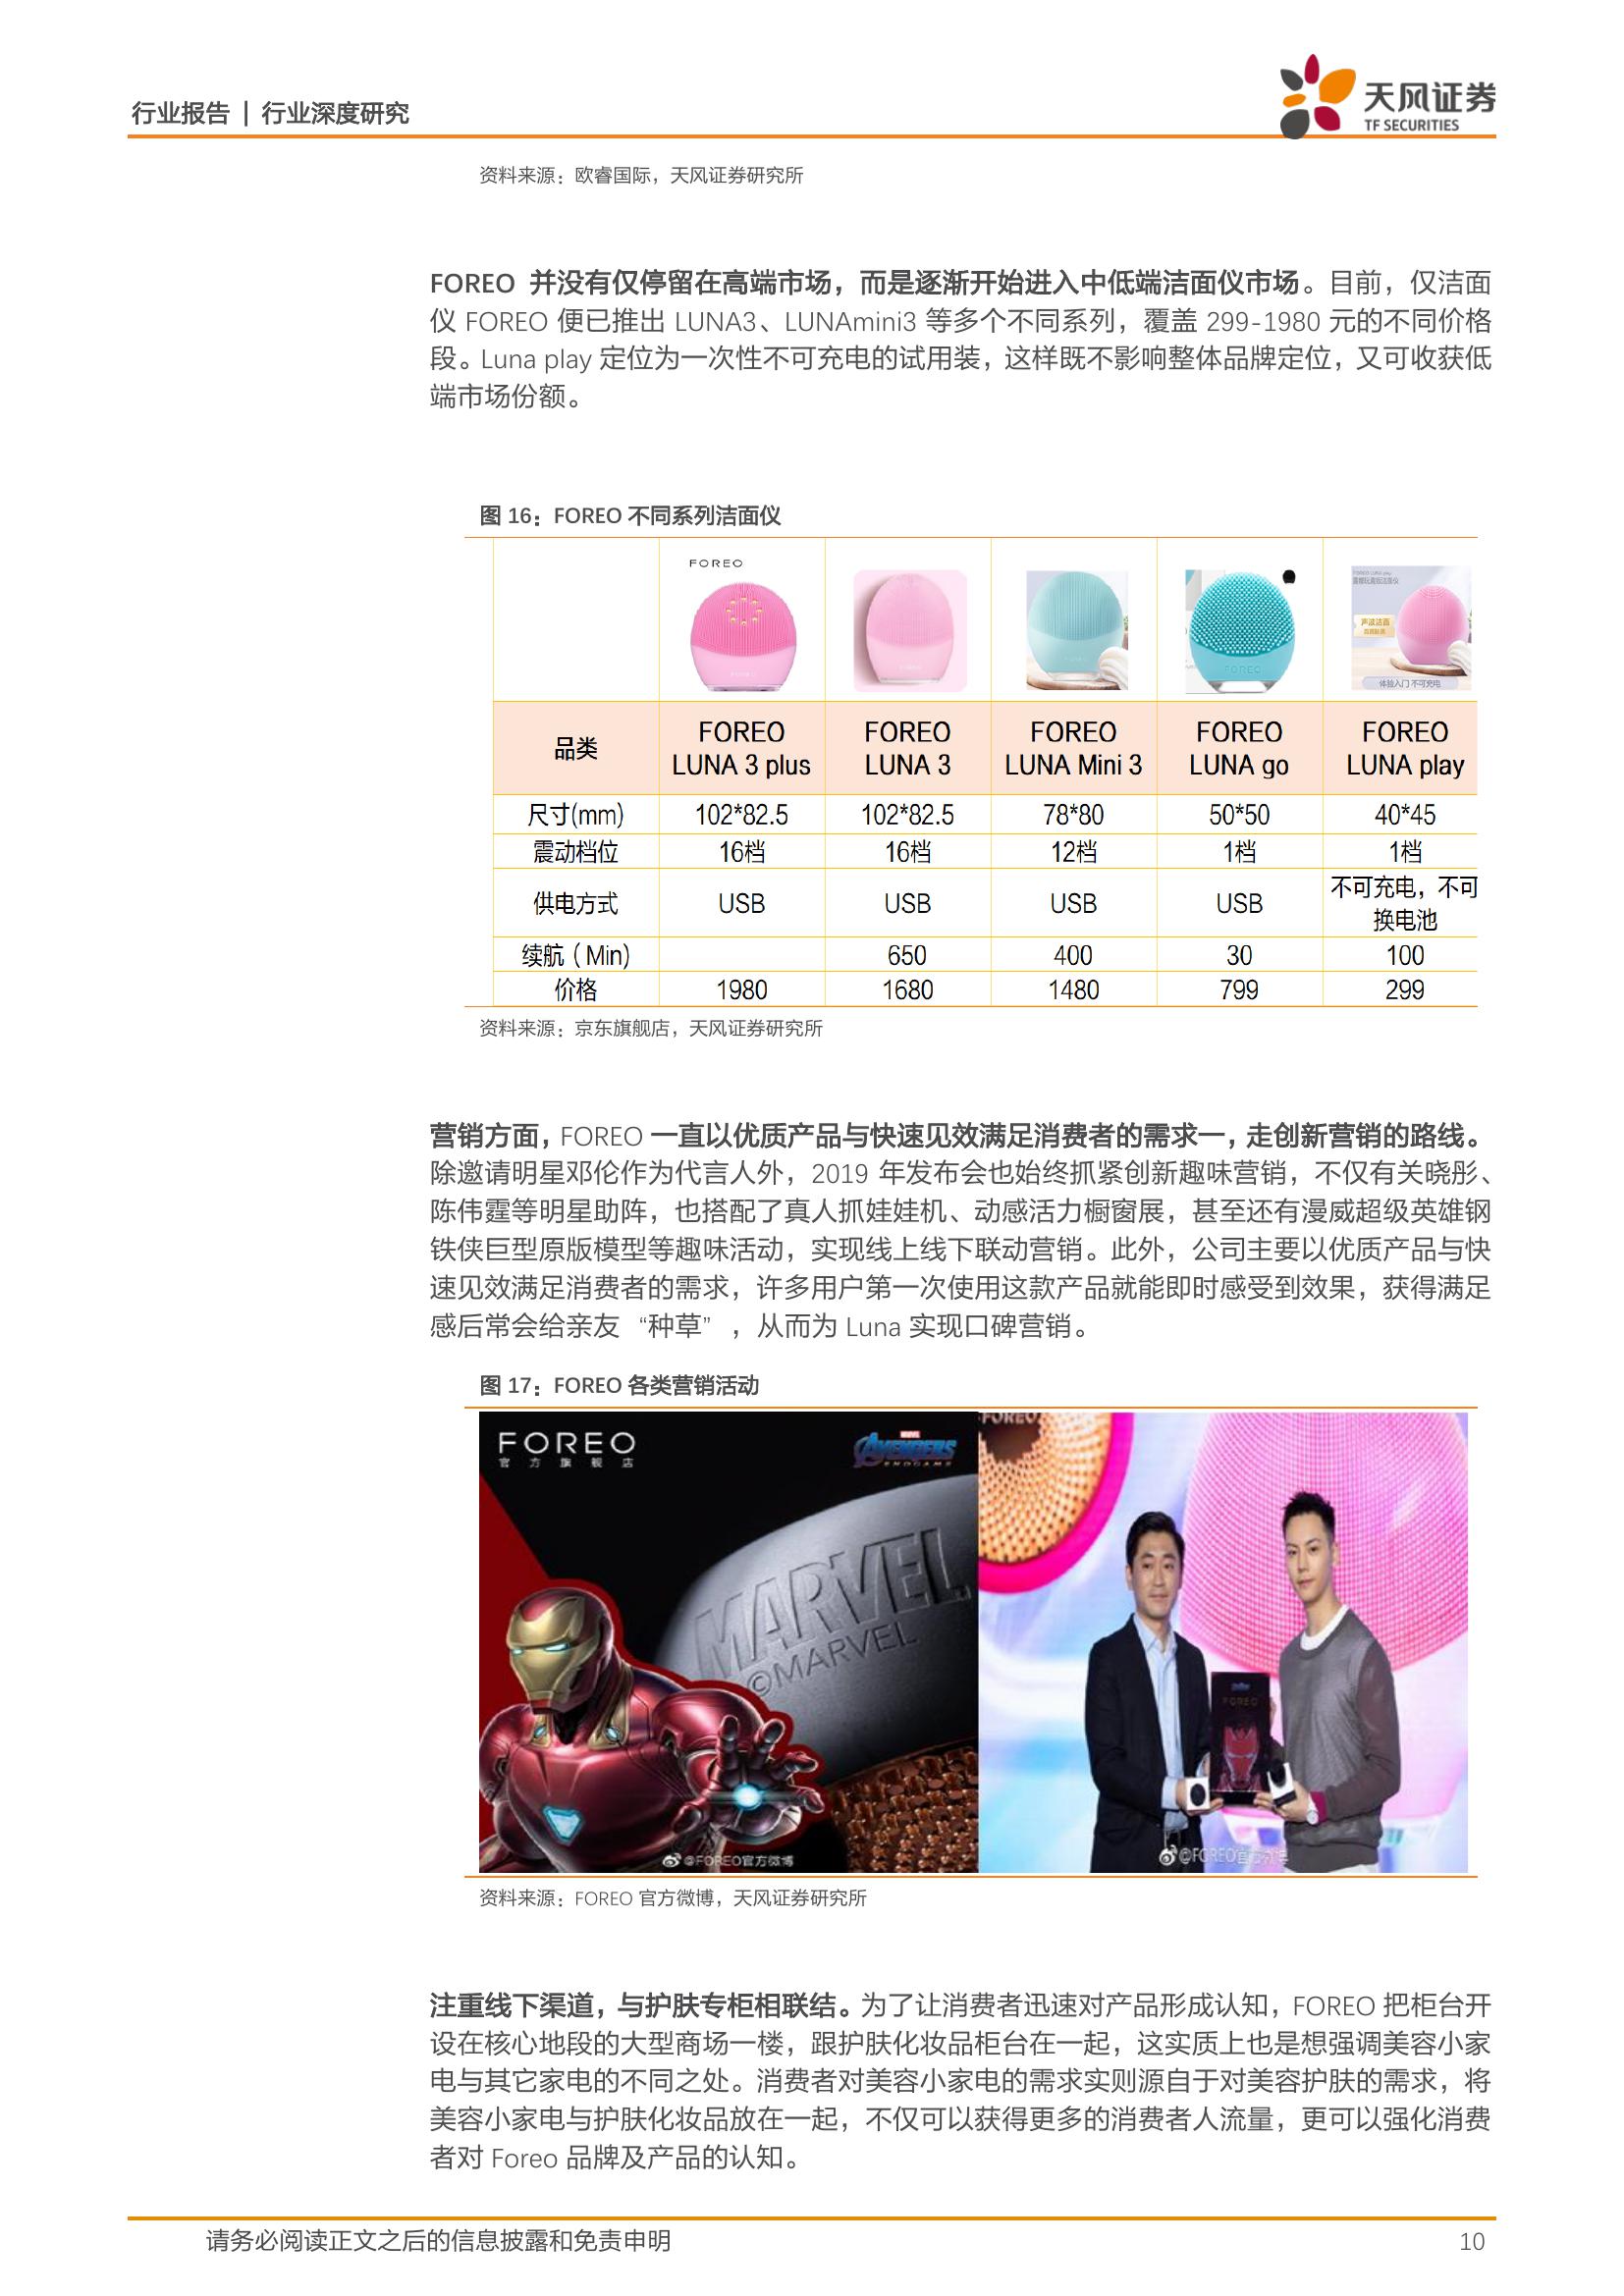 行业报告 | 行业深度研究
天风证券
TF SECURITIES
资料来源：欧睿国际，天风证券研究所
FOREO 并没有仅停留在高端市场，而是逐渐开始进入中低端洁面仪市场。目前，仅洁面
仪 FOREO 便已推出 LUNA3、LUNAmini3 等多个不同系列，覆盖 299-1980 元的不同价格
段。Luna play 定位为一次性不可充电的试用装，这样既不影响整体品牌定位，又可收获低
端市场份额。
图 16：FOREO 不同系列洁面仪
FOREO
声波洁面
体验入门 不可充电
品类 FOREO LUNA 3 plus FOREO LUNA 3 FOREO LUNA Mini 3 FOREO LUNA go FOREO LUNA play
尺寸(mm) 102*82.5 102*82.5 78*80 50*50 40*45
震动档位 16档 16档 12档 1档 1档
供电方式 USB USB USB USB 不可充电，不可换电池
续航（Min） 650 400 30 100
价格 1980 1680 1480 799 299
资料来源：京东旗舰店，天风证券研究所
营销方面，FOREO 一直以优质产品与快速见效满足消费者的需求一，走创新营销的路线。
除邀请明星邓伦作为代言人外，2019 年发布会也始终抓紧创新趣味营销，不仅有关晓彤、
陈伟霆等明星助阵，也搭配了真人抓娃娃机、动感活力橱窗展，甚至还有漫威超级英雄钢
铁侠巨型原版模型等趣味活动，实现线上线下联动营销。此外，公司主要以优质产品与快
速见效满足消费者的需求，许多用户第一次使用这款产品就能即时感受到效果，获得满足
感后常会给亲友“种草”，从而为 Luna 实现口碑营销。
图 17：FOREO 各类营销活动
FOREO
官方旗舰店
MARVEL
AVENGERS
ENDGAME
MARVEL
©MARVEL
@FOREO官方微博
FOREO
FOREO
@FOREO官方微博
资料来源：FOREO 官方微博，天风证券研究所
注重线下渠道，与护肤专柜相联结。为了让消费者迅速对产品形成认知，FOREO 把柜台开
设在核心地段的大型商场一楼，跟护肤化妆品柜台在一起，这实质上也是想强调美容小家
电与其它家电的不同之处。消费者对美容小家电的需求实则源自于对美容护肤的需求，将
美容小家电与护肤化妆品放在一起，不仅可以获得更多的消费者人流量，更可以强化消费
者对 Foreo 品牌及产品的认知。
请务必阅读正文之后的信息披露和免责申明
10